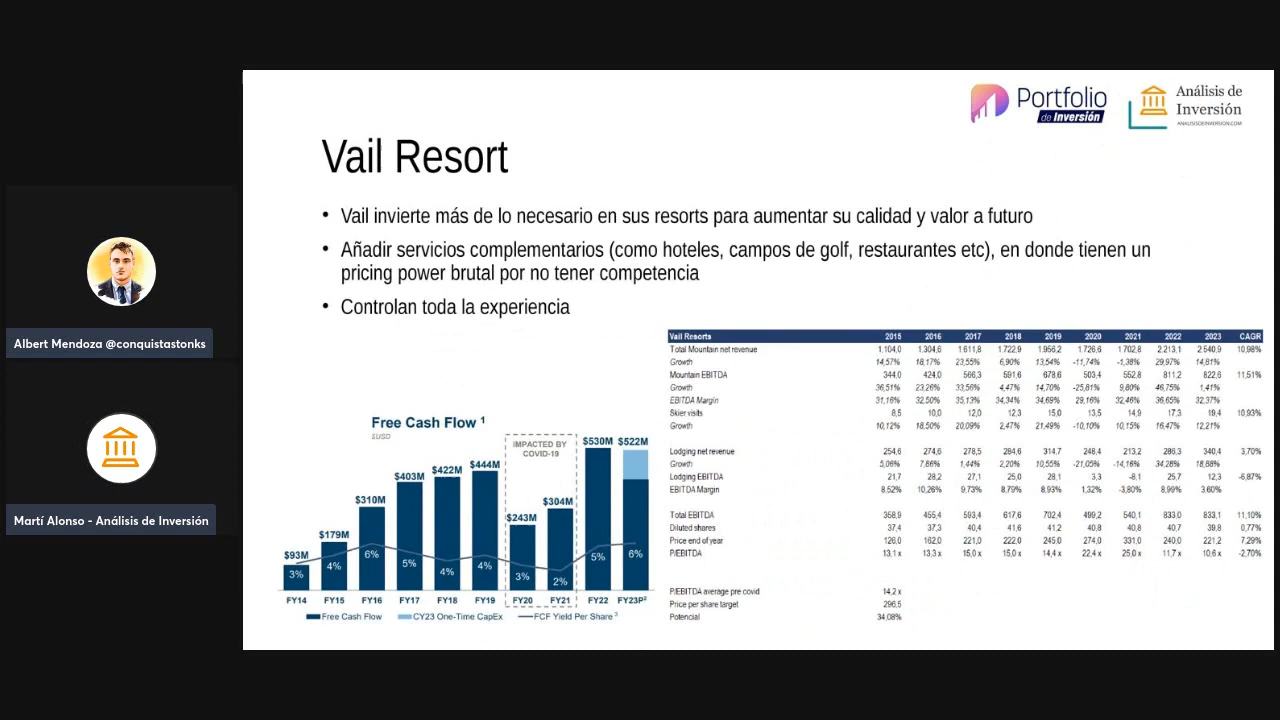 Portfolio
de Inversión
Análisis de
Inversión
ANALISISDEINVERSION.COM
Vail Resort
• Vail invierte más de lo necesario en sus resorts para aumentar su calidad y valor a futuro
• Añadir servicios complementarios (como hoteles, campos de golf, restaurantes etc), en donde tienen un
pricing power brutal por no tener competencia
• Controlan toda la experiencia
Albert Mendoza @conquistastonks
Martí Alonso - Análisis de Inversión
Free Cash Flow 1
$USD
IMPACTED BY
COVID-19
$93M $179M $310M $403M $422M $444M $243M $304M $530M $522M
3% 4% 6% 5% 4% 4% 3% 2% 5% 6%
FY14 FY15 FY16 FY17 FY18 FY19 FY20 FY21 FY22 FY23P2
Free Cash Flow CY23 One-Time CapEx FCF Yield Per Share 3
Vail Resorts 2015 2016 2017 2018 2019 2020 2021 2022 2023 CAGR
Total Mountain net revenue 1.104,0 1.304,6 1.611,8 1.722,9 1.956,2 1.726,6 1.702,8 2.213,1 2.540,9 10,98%
Growth 14,57% 18,17% 23,55% 6,90% 13,54% -11,74% -1,38% 29,97% 14,81%
Mountain EBITDA 344,0 424,0 566,3 591,6 678,6 503,4 552,8 811,2 822,6 11,51%
Growth 36,51% 23,26% 33,56% 4,47% 14,70% -25,81% 9,80% 46,75% 1,41%
EBITDA Margin 31,16% 32,50% 35,13% 34,34% 34,69% 29,16% 32,46% 36,65% 32,37%
Skier visits 8,5 10,0 12,0 12,3 15,0 13,5 14,9 17,3 19,4 10,93%
Growth 10,12% 18,50% 20,09% 2,47% 21,49% -10,10% 10,15% 16,47% 12,21%
Lodging net revenue 254,6 274,6 278,5 284,6 314,7 248,4 213,2 286,3 340,4 3,70%
Growth 5,06% 7,86% 1,44% 2,20% 10,55% -21,05% -14,16% 34,28% 18,88%
Lodging EBITDA 21,7 28,2 27,1 25,0 28,1 3,3 -8,1 25,7 12,3 -6,87%
EBITDA Margin 8,52% 10,26% 9,73% 8,79% 8,93% 1,32% -3,80% 8,99% 3,60%
Total EBITDA 358,9 455,4 593,4 617,6 702,4 499,2 540,1 833,0 833,1 11,10%
Diluted shares 37,4 37,3 40,4 41,6 41,2 40,8 40,8 40,7 39,8 0,77%
Price end of year 126,0 162,0 221,0 222,0 245,0 274,0 331,0 240,0 221,2 7,29%
P/EBITDA 13,1 x 13,3 x 15,0 x 15,0 x 14,4 x 22,4 x 25,0 x 11,7 x 10,6 x -2,70%
P/EBITDA average pre covid 14,2 x
Price per share target 296,5
Potencial 34,08%